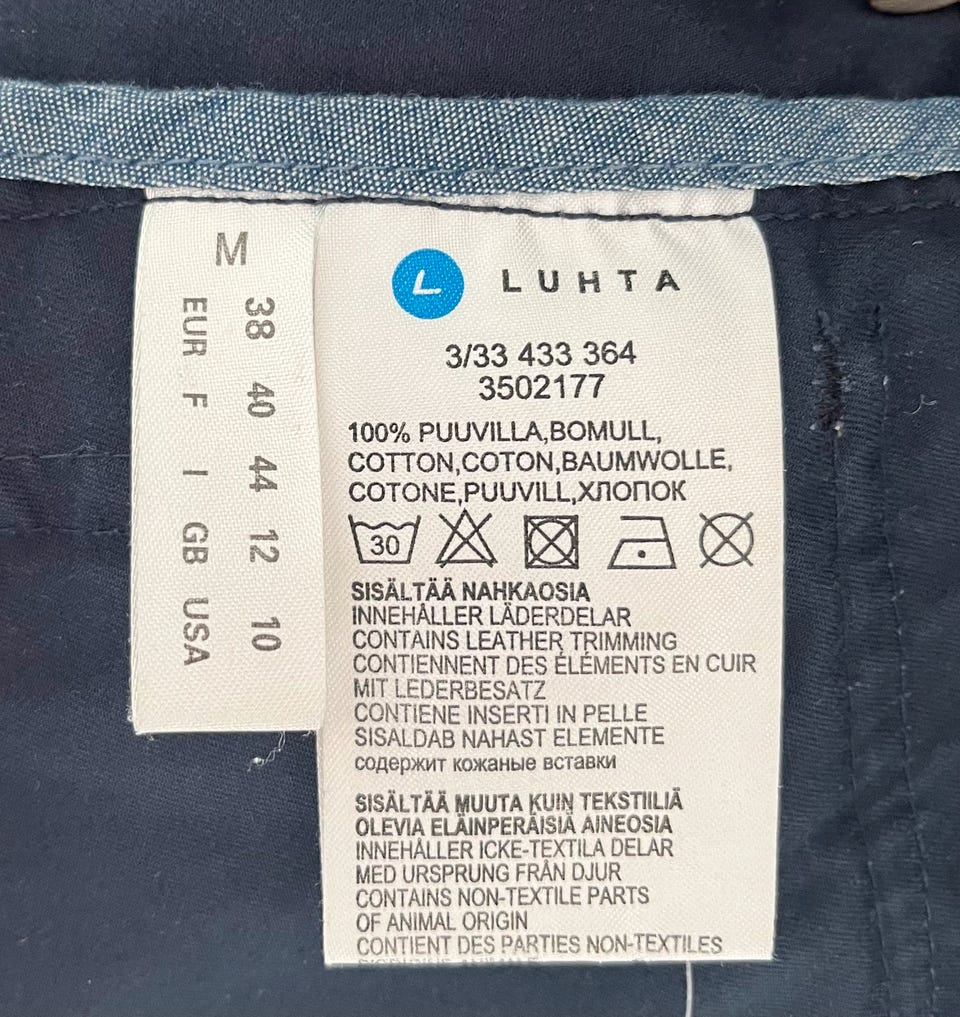 M
38 40 44 12 10
EUR F I GB USA
L LUHTA
3/33 433 364
3502177
100% PUUVILLA,BOMULL,
COTTON,COTON,BAUMWOLLE,
COTONE,PUUVILL,ХЛОПОК
30
SISÄLTÄÄ NAHKAOSIA
INNEHÅLLER LÄDERDELAR
CONTAINS LEATHER TRIMMING
CONTIENNENT DES ÉLÉMENTS EN CUIR
MIT LEDERBESATZ
CONTIENE INSERTI IN PELLE
SISALDAB NAHAST ELEMENTE
содержит кожаные вставки
SISÄLTÄÄ MUUTA KUIN TEKSTIILIÄ
OLEVIA ELÄINPERÄISIÄ AINEOSIA
INNEHÅLLER ICKE-TEXTILA DELAR
MED URSPRUNG FRÅN DJUR
CONTAINS NON-TEXTILE PARTS
OF ANIMAL ORIGIN
CONTIENT DES PARTIES NON-TEXTILES